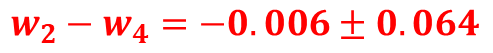 w₂ − w₄ = −0.006 ± 0.064